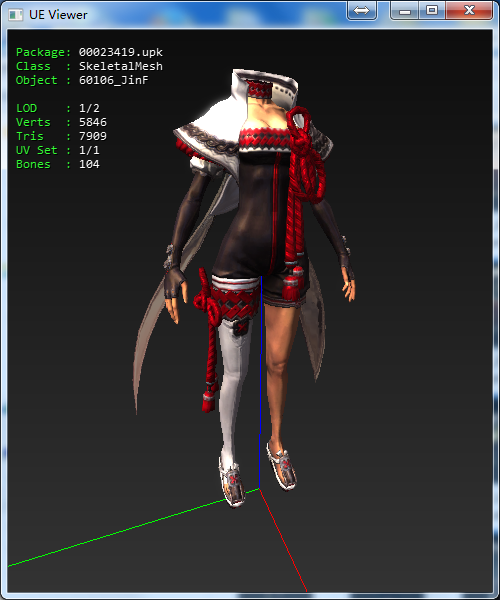 UE Viewer
Package: 00023419.upk
Class : SkeletalMesh
Object : 60106_JinF
LOD : 1/2
Verts : 5846
Tris : 7909
UV Set : 1/1
Bones : 104